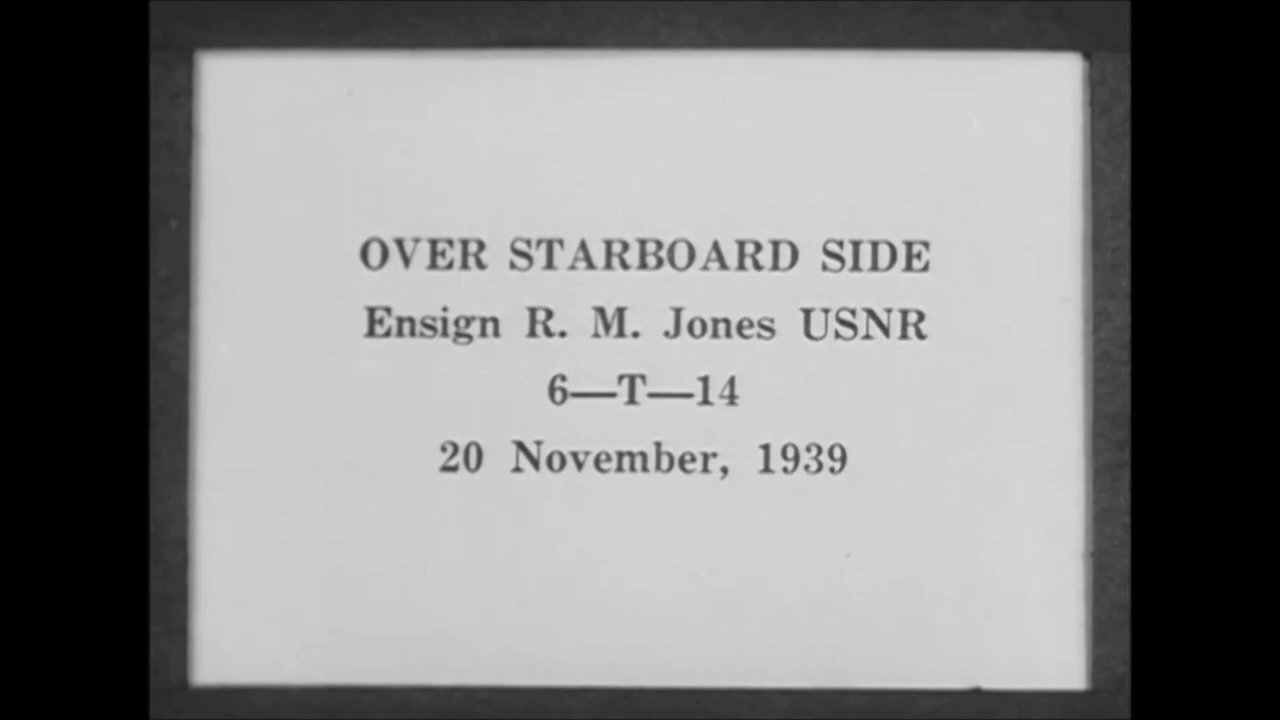 OVER STARBOARD SIDE
Ensign R. M. Jones USNR
6—T—14
20 November, 1939